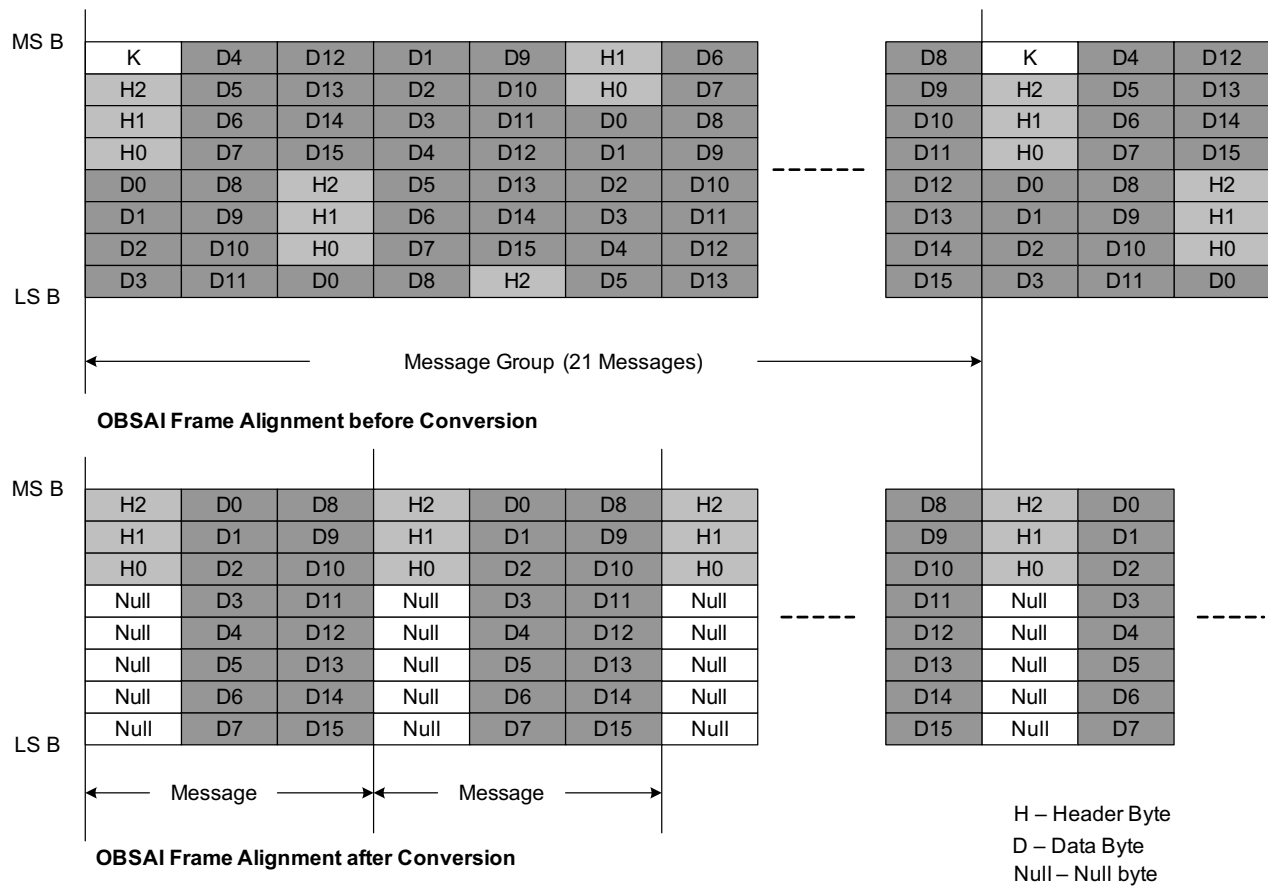 MS B
K D4 D12 D1 D9 H1 D6 D8 K D4 D12
H2 D5 D13 D2 D10 H0 D7 D9 H2 D5 D13
H1 D6 D14 D3 D11 D0 D8 D10 H1 D6 D14
H0 D7 D15 D4 D12 D1 D9 D11 H0 D7 D15
D0 D8 H2 D5 D13 D2 D10 D12 D0 D8 H2
D1 D9 H1 D6 D14 D3 D11 D13 D1 D9 H1
D2 D10 H0 D7 D15 D4 D12 D14 D2 D10 H0
D3 D11 D0 D8 H2 D5 D13 D15 D3 D11 D0
LS B
Message Group (21 Messages)
OBSAI Frame Alignment before Conversion
MS B
H2 D0 D8 H2 D0 D8 H2 D8 H2 D0
H1 D1 D9 H1 D1 D9 H1 D9 H1 D1
H0 D2 D10 H0 D2 D10 H0 D10 H0 D2
Null D3 D11 Null D3 D11 Null D11 Null D3
Null D4 D12 Null D4 D12 Null D12 Null D4
Null D5 D13 Null D5 D13 Null D13 Null D5
Null D6 D14 Null D6 D14 Null D14 Null D6
Null D7 D15 Null D7 D15 Null D15 Null D7
LS B
Message Message
OBSAI Frame Alignment after Conversion
H – Header Byte
D – Data Byte
Null – Null byte